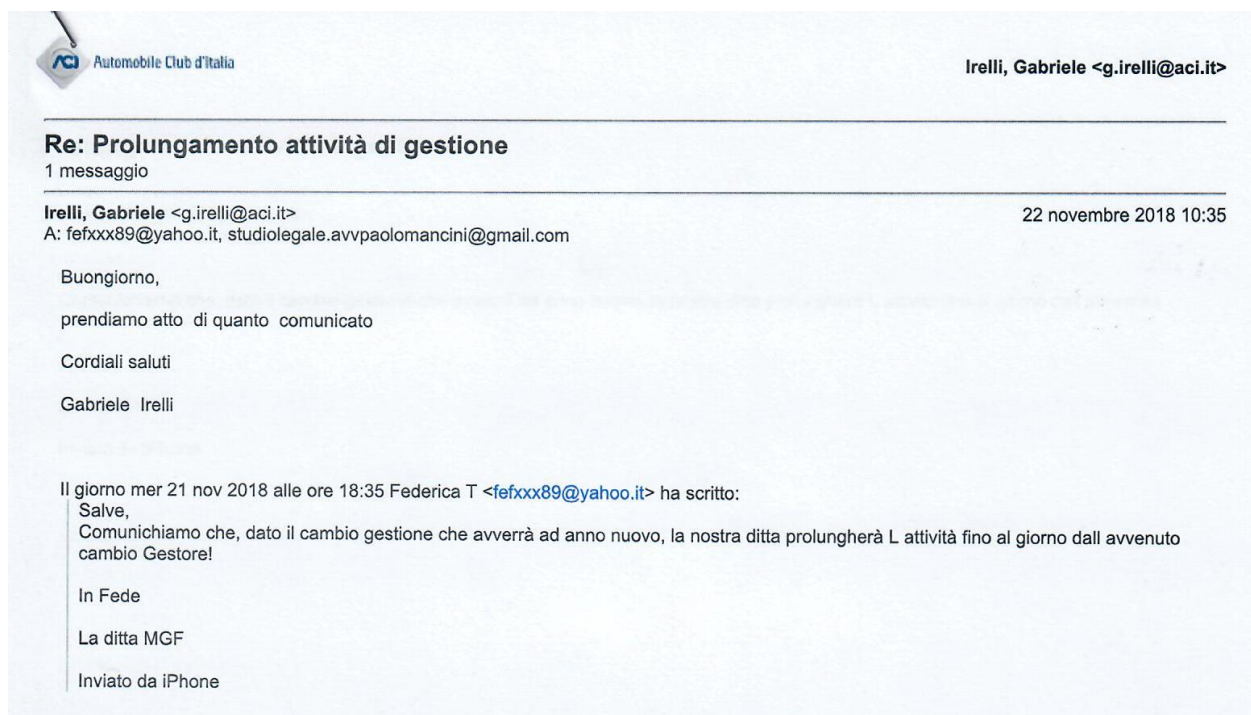 ACI Automobile Club d'Italia
Irelli, Gabriele <g.irelli@aci.it>
Re: Prolungamento attività di gestione
1 messaggio
Irelli, Gabriele <g.irelli@aci.it>
22 novembre 2018 10:35
A: fefxxx89@yahoo.it, studiolegale.avvpaolomancini@gmail.com
Buongiorno,
prendiamo atto di quanto comunicato
Cordiali saluti
Gabriele Irelli
Il giorno mer 21 nov 2018 alle ore 18:35 Federica T <fefxxx89@yahoo.it> ha scritto:
Salve,
Comunichiamo che, dato il cambio gestione che avverrà ad anno nuovo, la nostra ditta prolungherà L attività fino al giorno dall avvenuto
cambio Gestore!
In Fede
La ditta MGF
Inviato da iPhone